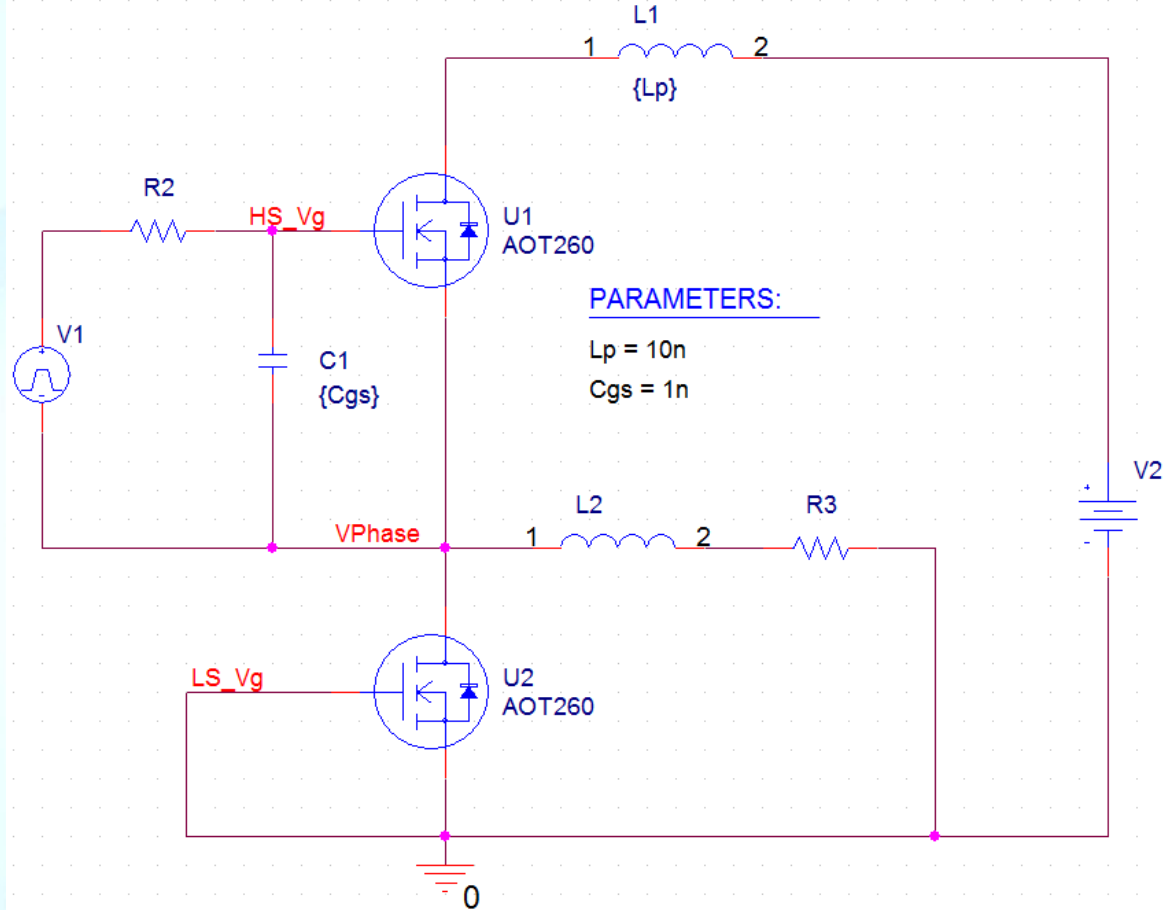 L1
1 2
{Lp}
R2
HS_Vg
U1
AOT260
PARAMETERS:
Lp = 10n
Cgs = 1n
V1
+
-
C1
{Cgs}
V2
+
-
L2
R3
VPhase
1 2
LS_Vg
U2
AOT260
0